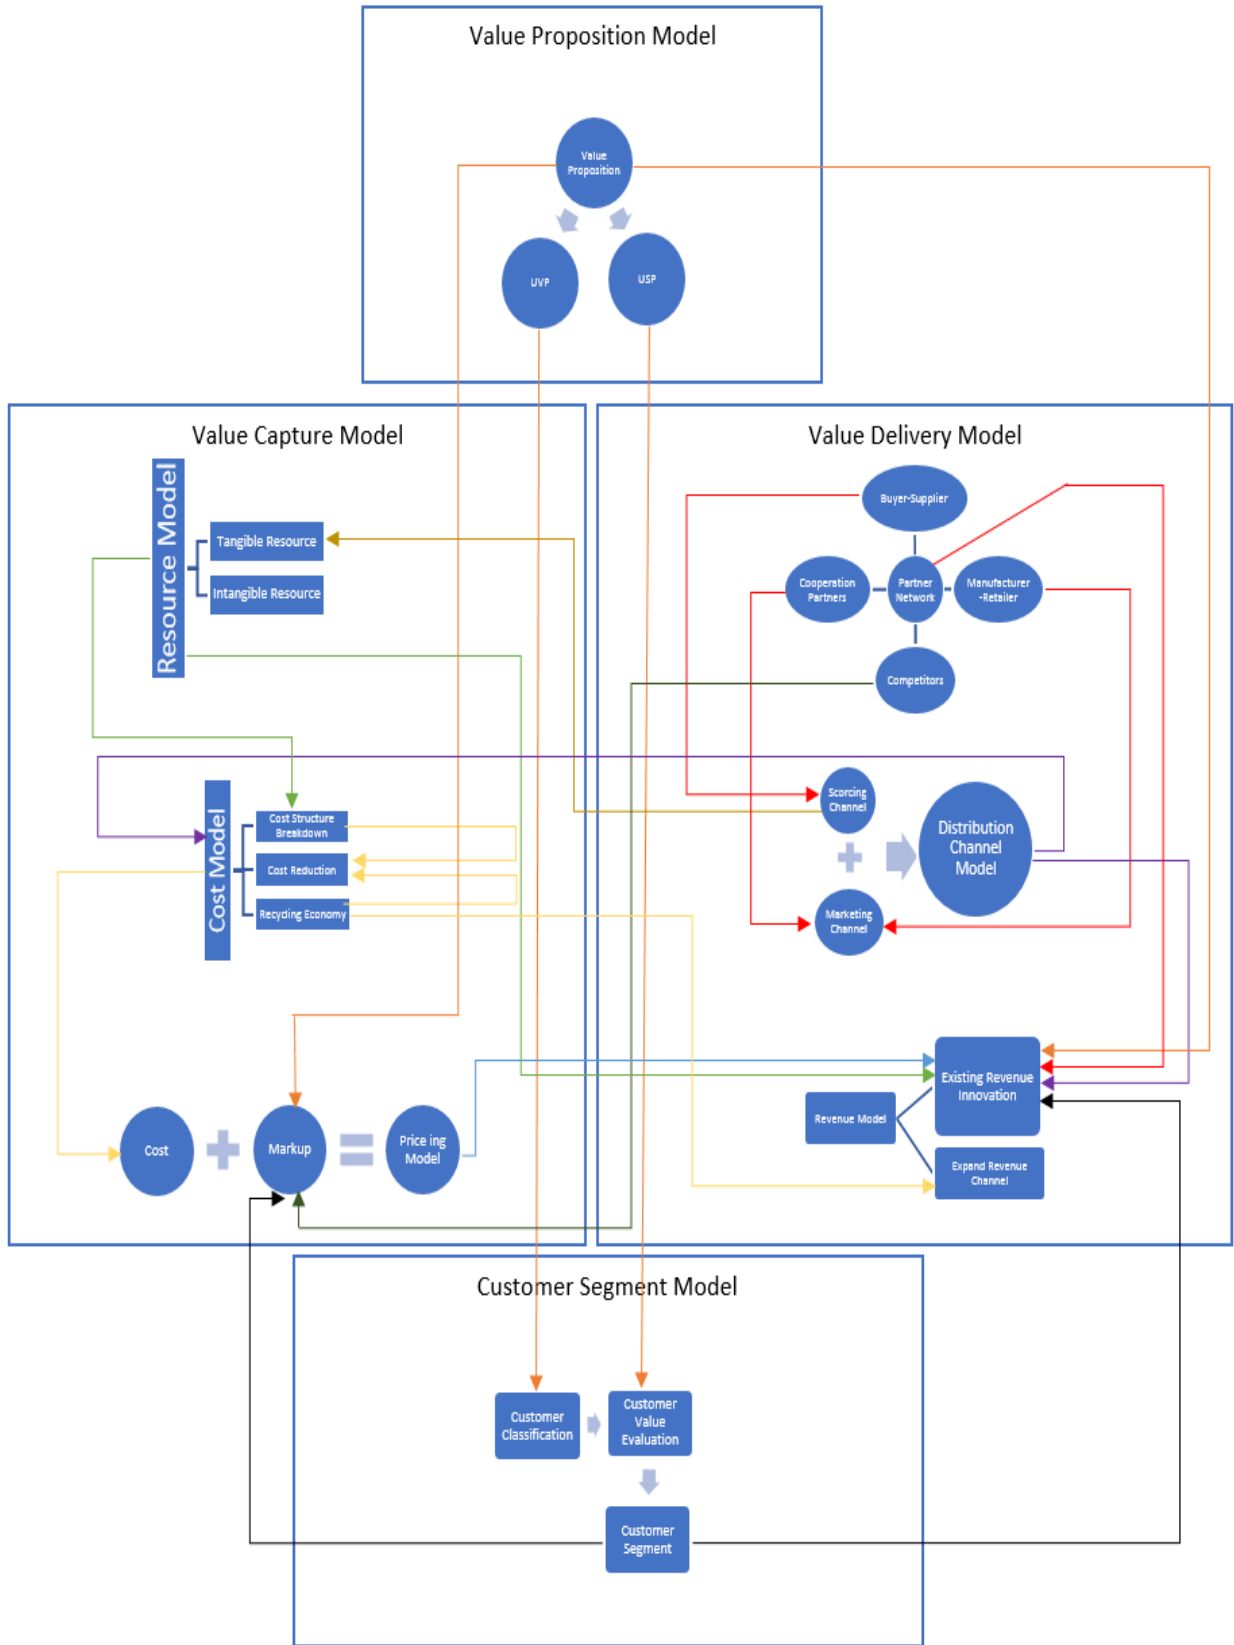 Value Proposition Model
Value
Proposition
UVP
USP
Value Capture Model
Resource Model
Tangible Resource
Intangible Resource
Cost Model
Cost Structure
Breakdown
Cost Reduction
Recycling Economy
Cost
Markup
Price ing
Model
Value Delivery Model
Buyer-Supplier
Cooperation
Partners
Partner
Network
Manufacturer
-Retailer
Competitors
Scorcing
Channel
Distribution
Channel
Model
Marketing
Channel
Existing Revenue
Innovation
Revenue Model
Expand Revenue
Channel
Customer Segment Model
Customer
Classification
Customer
Value
Evaluation
Customer
Segment